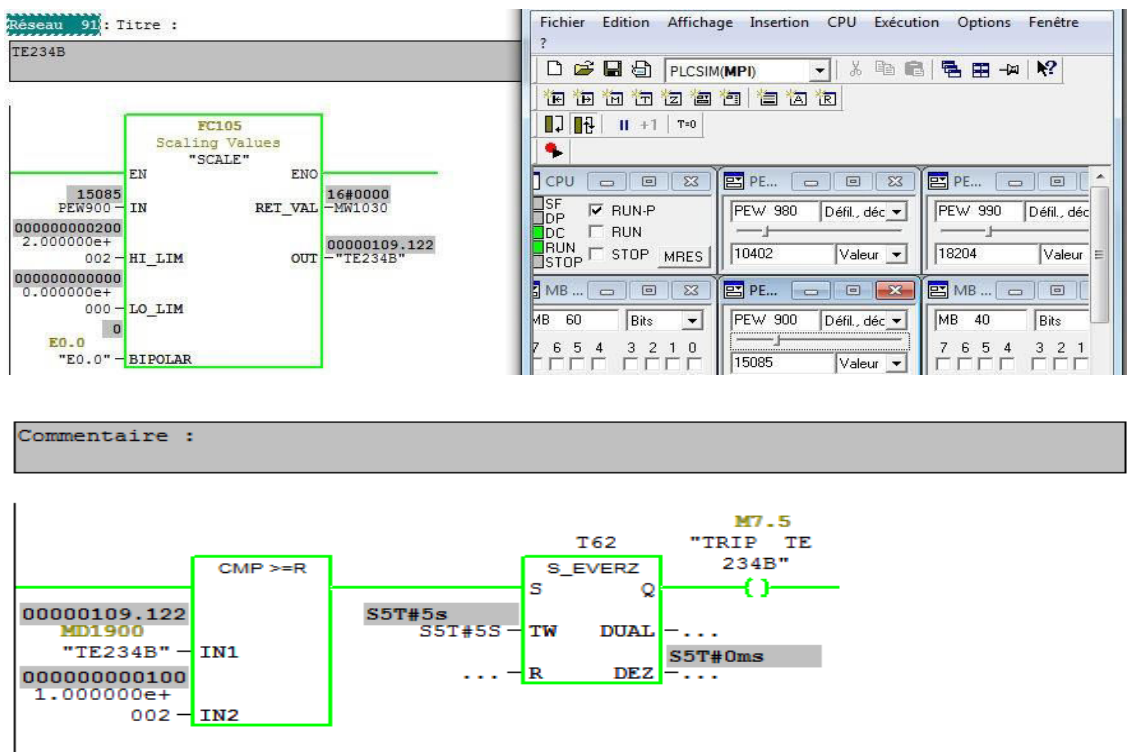 Réseau 91: Titre :
TE234B
FC105
Scaling Values
"SCALE"
EN ENO
15085 16#0000
PEW900 IN RET_VAL MW1030
000000000200
2.000000e+ 00000109.122
002 HI_LIM OUT "TE234B"
000000000000
0.000000e+
000 LO_LIM
0
E0.0
"E0.0" BIPOLAR
Fichier Edition Affichage Insertion CPU Exécution Options Fenêtre
?
PLCSIM(MPI)
+1 T=0
CPU PE... PE...
SF
DP RUN-P
DC RUN
RUN
STOP STOP MRES
PEW 980 Défil., déc
10402 Valeur
PEW 990 Défil., déc
18204 Valeur
MB ... PE... MB ...
MB 60 Bits
7 6 5 4 3 2 1 0
PEW 900 Défil., déc
15085 Valeur
MB 40 Bits
7 6 5 4 3 2 1
Commentaire :
M7.5
T62 "TRIP TE
CMP >=R S_EVERZ 234B"
S Q
00000109.122 S5T#5s
MD1900 S5T#5S TW DUAL ...
"TE234B" IN1 S5T#0ms
000000000100 ... R DEZ ...
1.000000e+
002 IN2